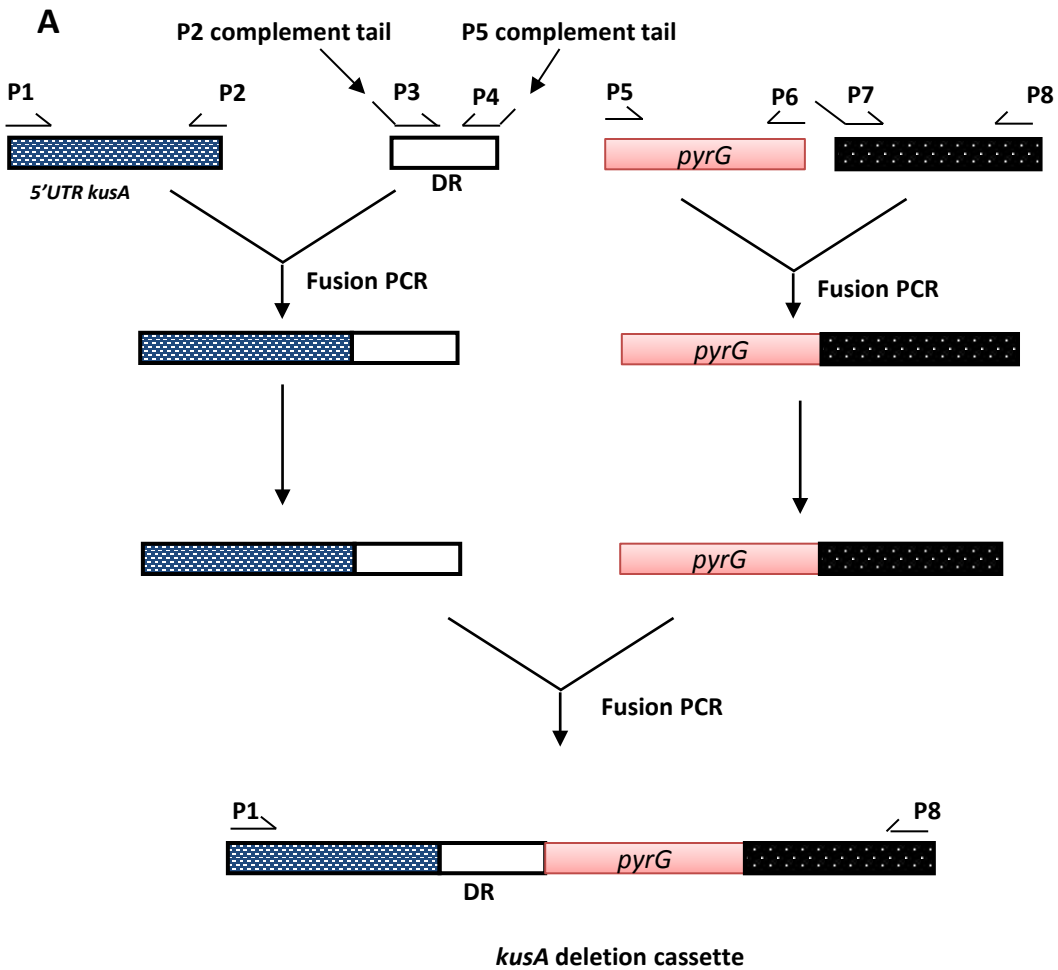 A
P2 complement tail
P5 complement tail
P1
P2
P3
P4
P5
P6
P7
P8
pyrG
5'UTR kusA
DR
Fusion PCR
Fusion PCR
pyrG
pyrG
Fusion PCR
P1
P8
pyrG
DR
kusA deletion cassette